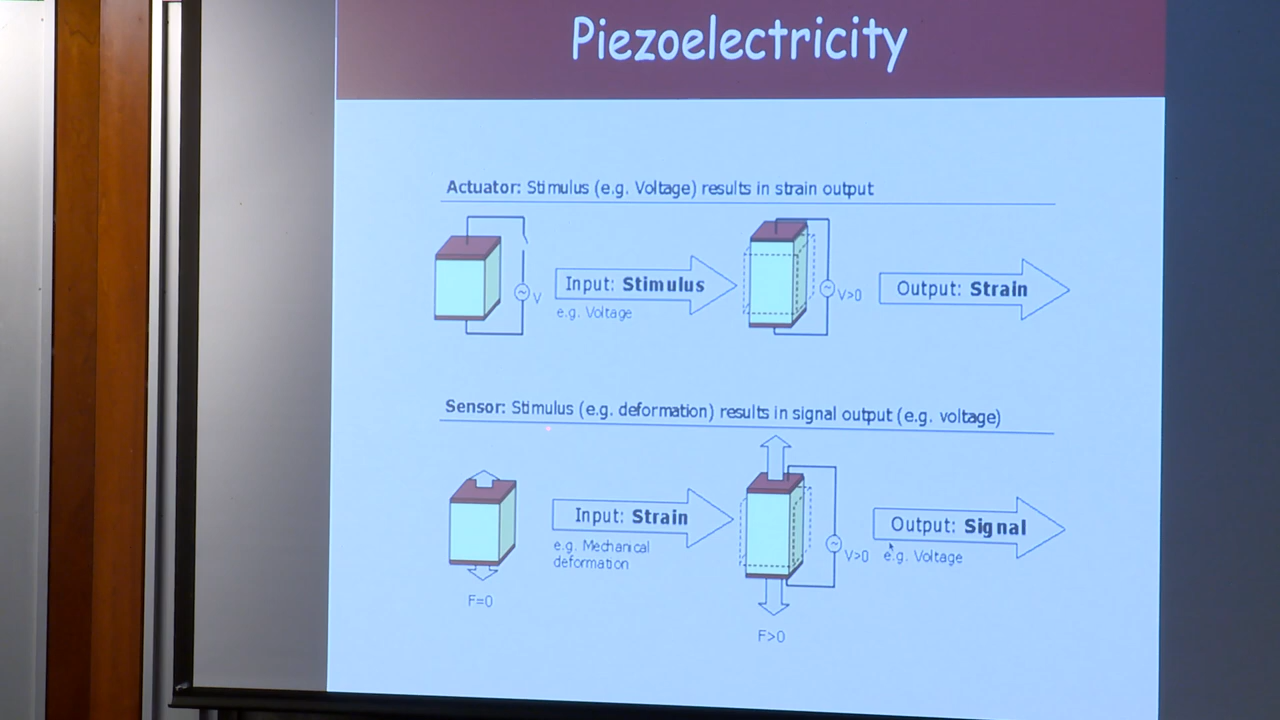 Piezoelectricity
Actuator: Stimulus (e.g. Voltage) results in strain output
V
Input: Stimulus
e.g. Voltage
V>0
Output: Strain
Sensor: Stimulus (e.g. deformation) results in signal output (e.g. voltage)
Input: Strain
e.g. Mechanical
deformation
F=0
V>0
Output: Signal
e.g. Voltage
F>0